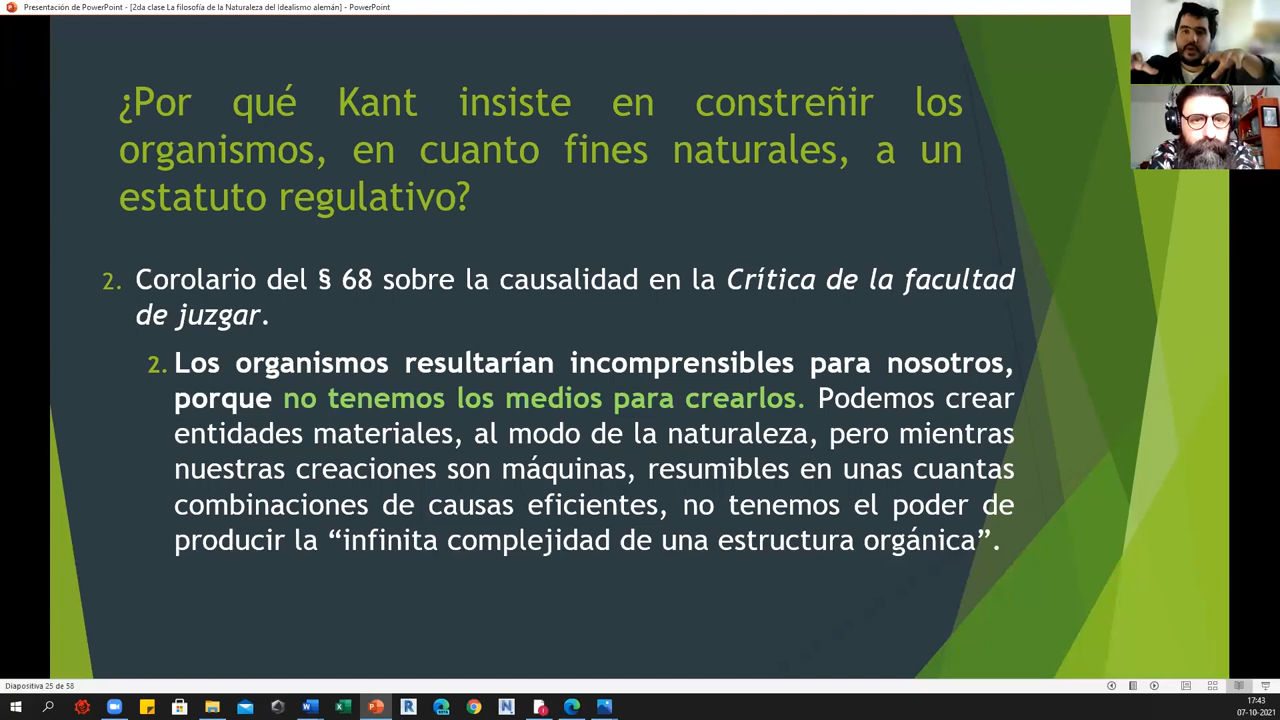 Presentación de PowerPoint - [2da clase La filosofía de la Naturaleza del Idealismo alemán] - PowerPoint
¿Por qué Kant insiste en constreñir los
organismos, en cuanto fines naturales, a un
estatuto regulativo?
2. Corolario del § 68 sobre la causalidad en la Crítica de la facultad
de juzgar.
2. Los organismos resultarían incomprensibles para nosotros,
porque no tenemos los medios para crearlos. Podemos crear
entidades materiales, al modo de la naturaleza, pero mientras
nuestras creaciones son máquinas, resumibles en unas cuantas
combinaciones de causas eficientes, no tenemos el poder de
producir la “infinita complejidad de una estructura orgánica”.
Diapositiva 25 de 58
17:43
07-10-2021